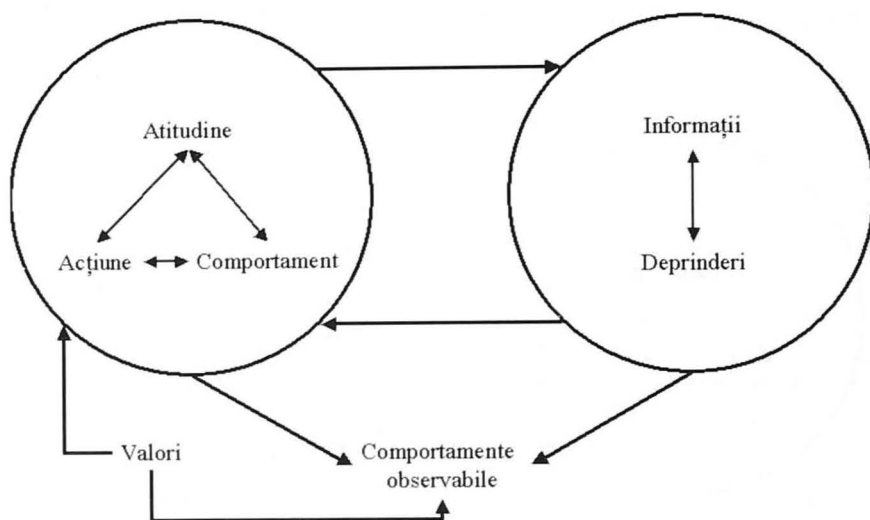 Atitudine
Acțiune
Comportament
Informații
Deprinderi
Valori
Comportamente
observabile